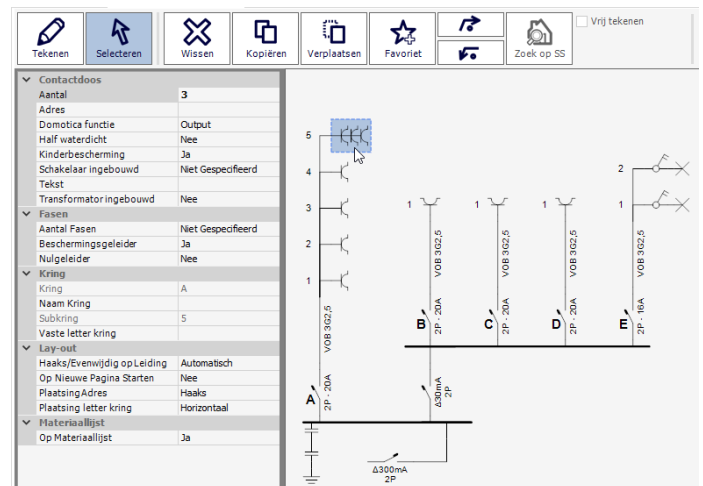 Tekenen
Selecteren
Wissen
Kopiëren
Verplaatsen
Favoriet
Zoek op SS
Vrij tekenen
Contactdoos
Aantal 3
Adres
Domotica functie Output
Half waterdicht Nee
Kinderbescherming Ja
Schakelaar ingebouwd Niet Gespecifieerd
Tekst
Transformator ingebouwd Nee
Fasen
Aantal Fasen Niet Gespecifieerd
Beschermingsgeleider Ja
Nulgeleider Nee
Kring
Kring A
Naam Kring
Subkring 5
Vaste letter kring
Lay-out
Haaks/Evenwijdig op Leiding Automatisch
Op Nieuwe Pagina Starten Nee
Plaatsing Adres Haaks
Plaatsing letter kring Horizontaal
Materiaallijst
Op Materiaallijst Ja
5
4
3
2
1
VOB 3G2,5
A
2P - 20A
1
VOB 3G2,5
B
2P - 20A
1
VOB 3G2,5
C
2P - 20A
1
VOB 3G2,5
D
2P - 20A
2
1
VOB 3G2,5
E
2P - 16A
Δ30mA
2P
Δ300mA
2P